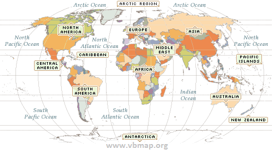 ARCTIC REGION
Arctic Ocean
Arctic Ocean
NORTH
AMERICA
EUROPE
ASIA
North
Pacific Ocean
North
Atlantic Ocean
North
Pacific Ocean
MIDDLE
EAST
CARIBBEAN
PACIFIC
ISLANDS
CENTRAL
AMERICA
AFRICA
SOUTH
AMERICA
Indian
Ocean
AUSTRALIA
South
Pacific Ocean
South
Atlantic Ocean
NEW ZEALAND
ANTARCTICA
www.vbmap.org